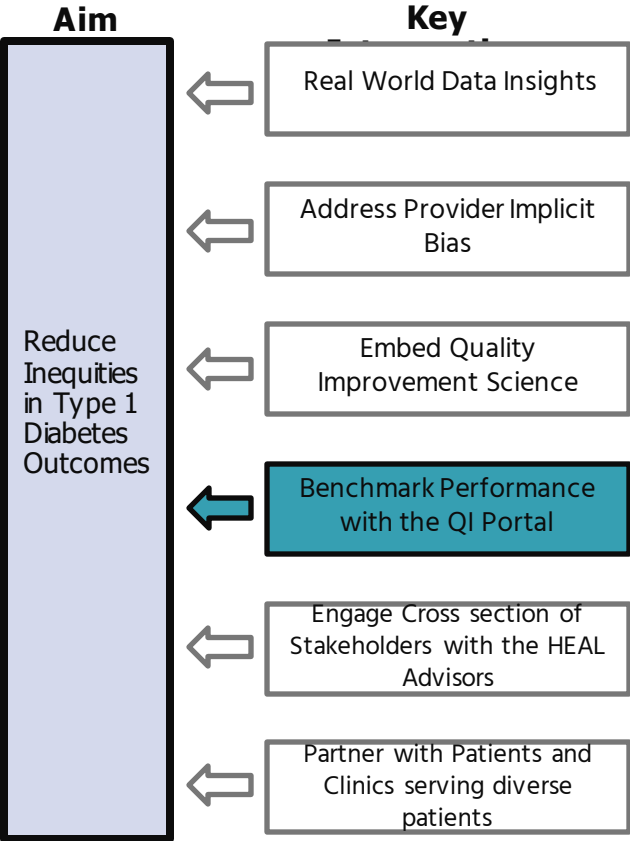 Aim
Key
Real World Data Insights
Address Provider Implicit
Bias
Embed Quality
Improvement Science
Reduce
Inequities
in Type 1
Diabetes
Outcomes
Benchmark Performance
with the QI Portal
Engage Cross section of
Stakeholders with the HEAL
Advisors
Partner with Patients and
Clinics serving diverse
patients